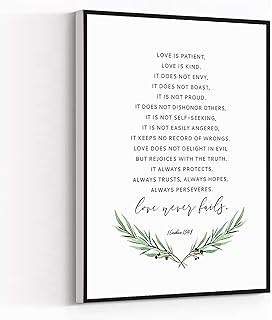 LOVE IS PATIENT,
LOVE IS KIND.
IT DOES NOT ENVY,
IT DOES NOT BOAST,
IT IS NOT PROUD.
IT DOES NOT DISHONOR OTHERS,
IT IS NOT SELF-SEEKING,
IT IS NOT EASILY ANGERED,
IT KEEPS NO RECORD OF WRONGS.
LOVE DOES NOT DELIGHT IN EVIL
BUT REJOICES WITH THE TRUTH.
IT ALWAYS PROTECTS,
ALWAYS TRUSTS, ALWAYS HOPES,
ALWAYS PERSEVERES.
love never fails.